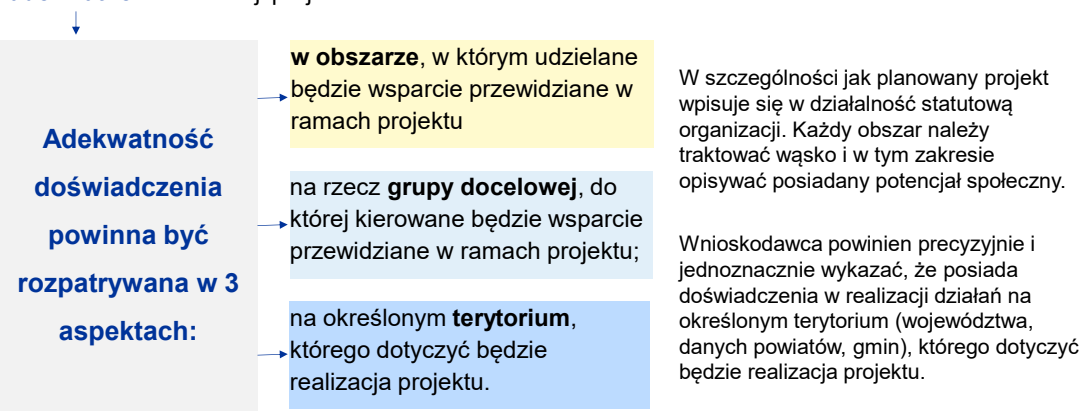 Adekwatność
doświadczenia
powinna być
rozpatrywana w 3
aspektach:
w obszarze, w którym udzielane
będzie wsparcie przewidziane w
ramach projektu
na rzecz grupy docelowej, do
której kierowane będzie wsparcie
przewidziane w ramach projektu;
na określonym terytorium,
którego dotyczyć będzie
realizacja projektu.
W szczególności jak planowany projekt
wpisuje się w działalność statutową
organizacji. Każdy obszar należy
traktować wąsko i w tym zakresie
opisywać posiadany potencjał społeczny.
Wnioskodawca powinien precyzyjnie i
jednoznacznie wykazać, że posiada
doświadczenia w realizacji działań na
określonym terytorium (województwa,
danych powiatów, gmin), którego dotyczyć
będzie realizacja projektu.